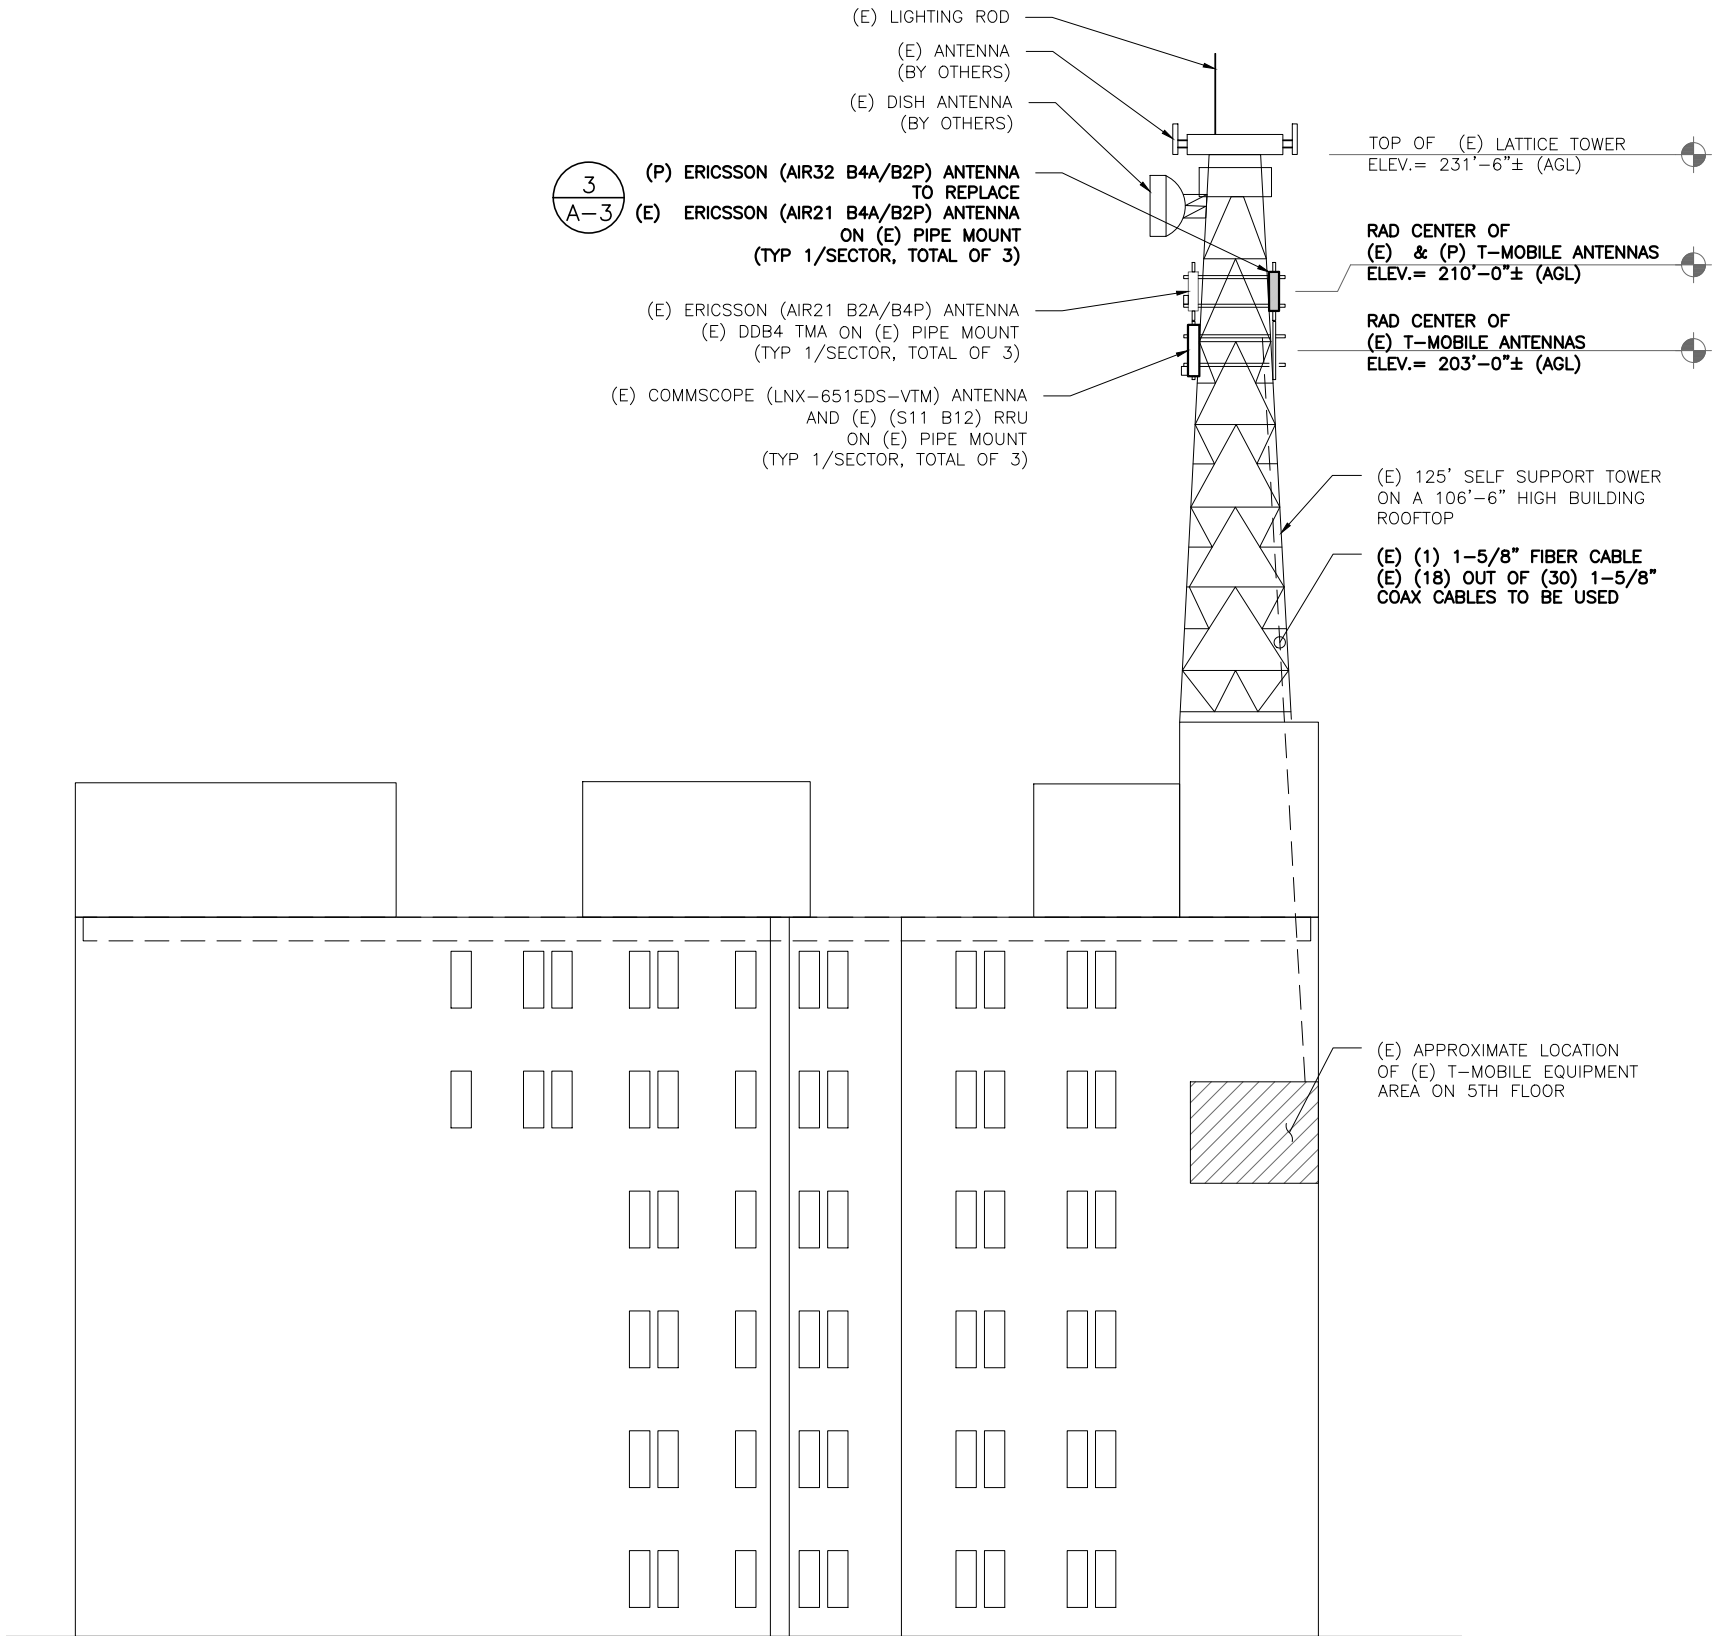 (E) LIGHTING ROD
(E) ANTENNA
(BY OTHERS)
(E) DISH ANTENNA
(BY OTHERS)
3
A-3
(P) ERICSSON (AIR32 B4A/B2P) ANTENNA
TO REPLACE
(E) ERICSSON (AIR21 B4A/B2P) ANTENNA
ON (E) PIPE MOUNT
(TYP 1/SECTOR, TOTAL OF 3)
(E) ERICSSON (AIR21 B2A/B4P) ANTENNA
(E) DDB4 TMA ON (E) PIPE MOUNT
(TYP 1/SECTOR, TOTAL OF 3)
(E) COMMSCOPE (LNX-6515DS-VTM) ANTENNA
AND (E) (S11 B12) RRU
ON (E) PIPE MOUNT
(TYP 1/SECTOR, TOTAL OF 3)
TOP OF (E) LATTICE TOWER
ELEV.= 231'-6"± (AGL)
RAD CENTER OF
(E) & (P) T-MOBILE ANTENNAS
ELEV.= 210'-0"± (AGL)
RAD CENTER OF
(E) T-MOBILE ANTENNAS
ELEV.= 203'-0"± (AGL)
(E) 125' SELF SUPPORT TOWER
ON A 106'-6" HIGH BUILDING
ROOFTOP
(E) (1) 1-5/8" FIBER CABLE
(E) (18) OUT OF (30) 1-5/8"
COAX CABLES TO BE USED
(E) APPROXIMATE LOCATION
OF (E) T-MOBILE EQUIPMENT
AREA ON 5TH FLOOR